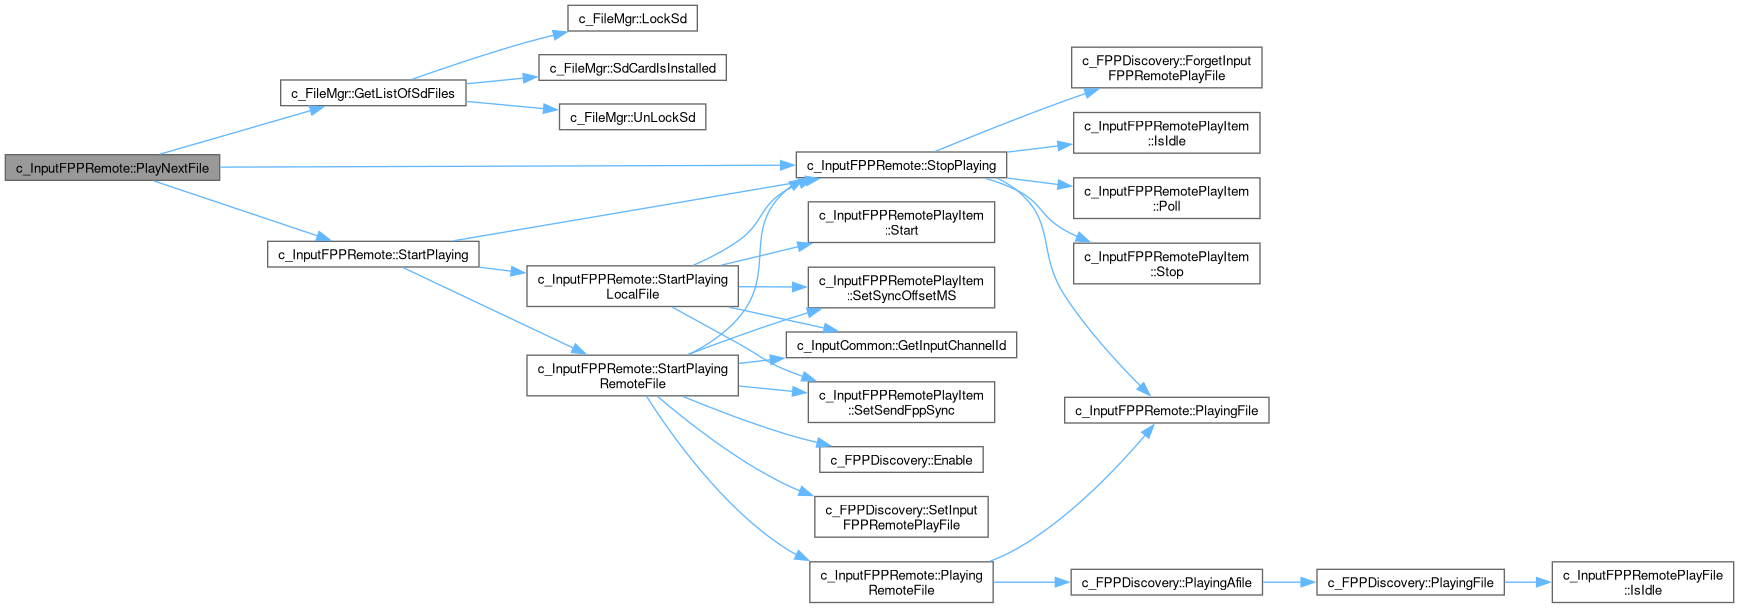 c_FileMgr::LockSd
c_FileMgr::SdCardIsInstalled
c_FileMgr::GetListOfSdFiles
c_FileMgr::UnLockSd
c_InputFPPRemote::PlayNextFile
c_InputFPPRemote::StopPlaying
c_InputFPPRemote::StartPlaying
c_InputFPPRemote::StartPlaying
LocalFile
c_InputFPPRemote::StartPlaying
RemoteFile
c_FPPDiscovery::ForgetInput
FPPRemotePlayFile
c_InputFPPRemotePlayItem
::IsIdle
c_InputFPPRemotePlayItem
::Poll
c_InputFPPRemotePlayItem
::Stop
c_InputFPPRemotePlayItem
::Start
c_InputFPPRemotePlayItem
::SetSyncOffsetMS
c_InputCommon::GetInputChannelId
c_InputFPPRemotePlayItem
::SetSendFppSync
c_InputFPPRemote::PlayingFile
c_FPPDiscovery::Enable
c_FPPDiscovery::SetInput
FPPRemotePlayFile
c_InputFPPRemote::Playing
RemoteFile
c_FPPDiscovery::PlayingAfile
c_FPPDiscovery::PlayingFile
c_InputFPPRemotePlayFile
::IsIdle